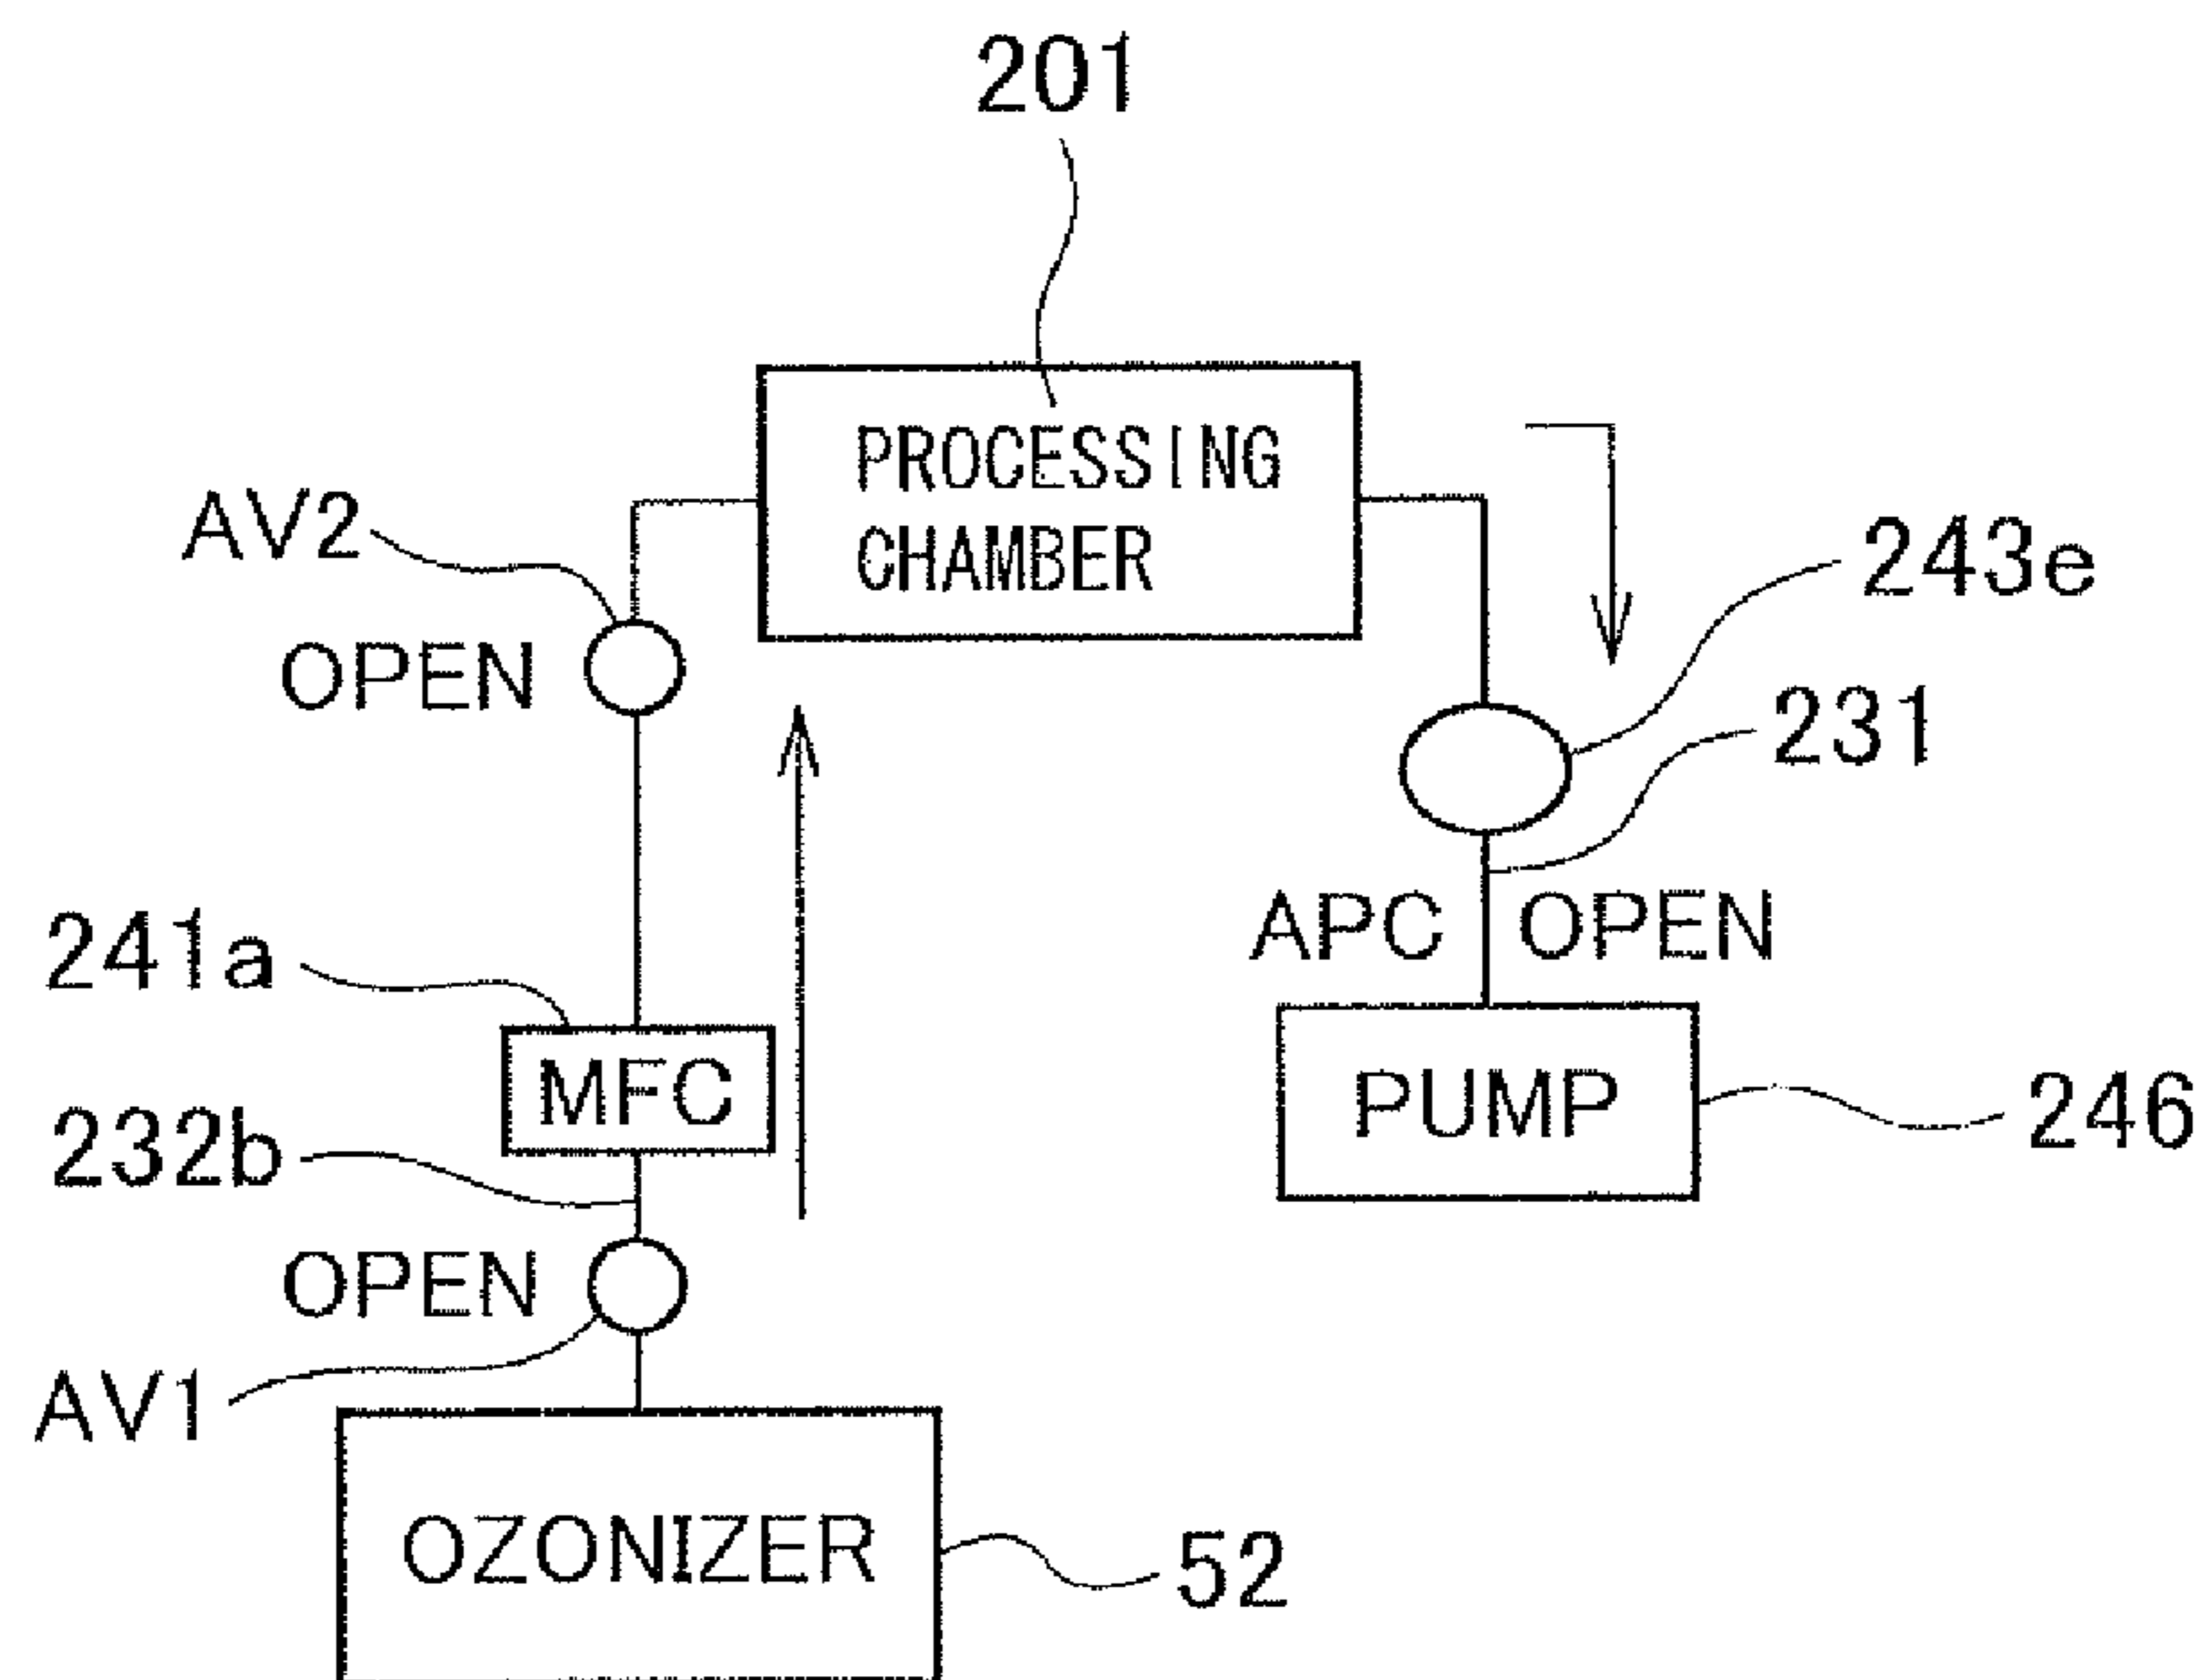 201
PROCESSING
CHAMBER
AV2
OPEN
243e
231
APC OPEN
241a
MFC
232b
PUMP
246
OPEN
AV1
OZONIZER
52